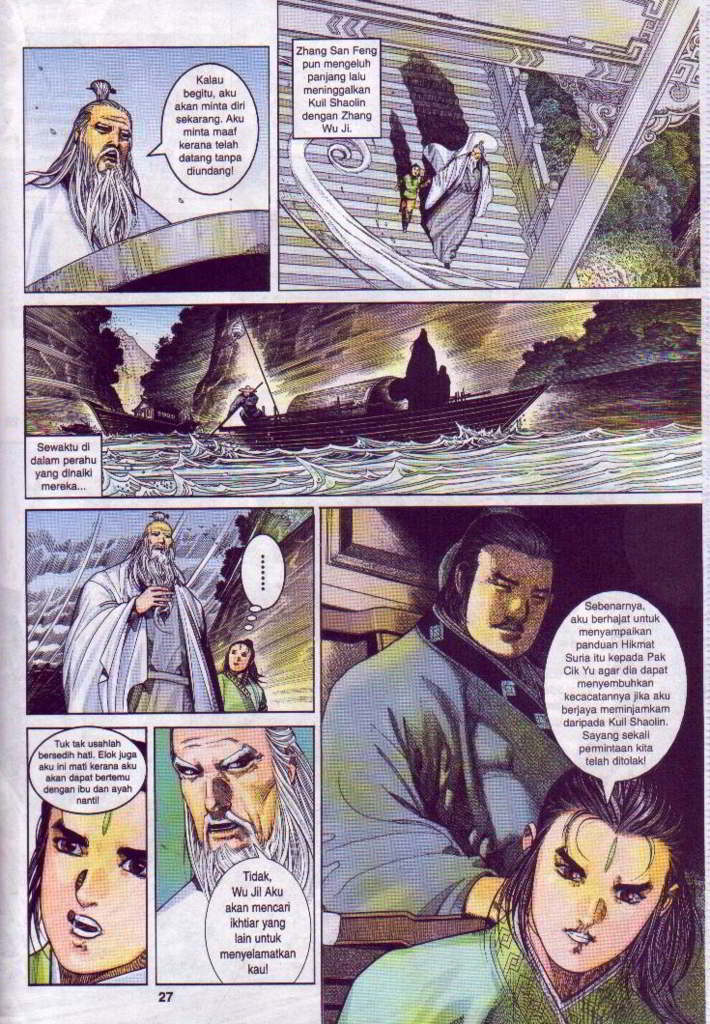 Kalau
begitu, aku
akan minta diri
sekarang. Aku
minta maaf
kerana telah
datang tanpa
diundang!
Zhang San Feng
pun mengeluh
panjang lalu
meninggalkan
Kuil Shaolin
dengan Zhang
Wu Ji.
Sewaktu di
dalam perahu
yang dinaiki
mereka...
.......
Tuk tak usahlah
bersedih hati. Elok juga
aku ini mati kerana aku
akan dapat bertemu
dengan ibu dan ayah
nanti!
Tidak,
Wu Ji! Aku
akan mencari
ikhtiar yang
lain untuk
menyelamatkan
kau!
Sebenarnya,
aku berhajat untuk
menyampaikan
panduan Hikmat
Suria itu kepada Pak
Cik Yu agar dia dapat
menyembuhkan
kecacatannya jika aku
berjaya meminjamkam
daripada Kuil Shaolin.
Sayang sekali
permintaan kita
telah ditolak!
27